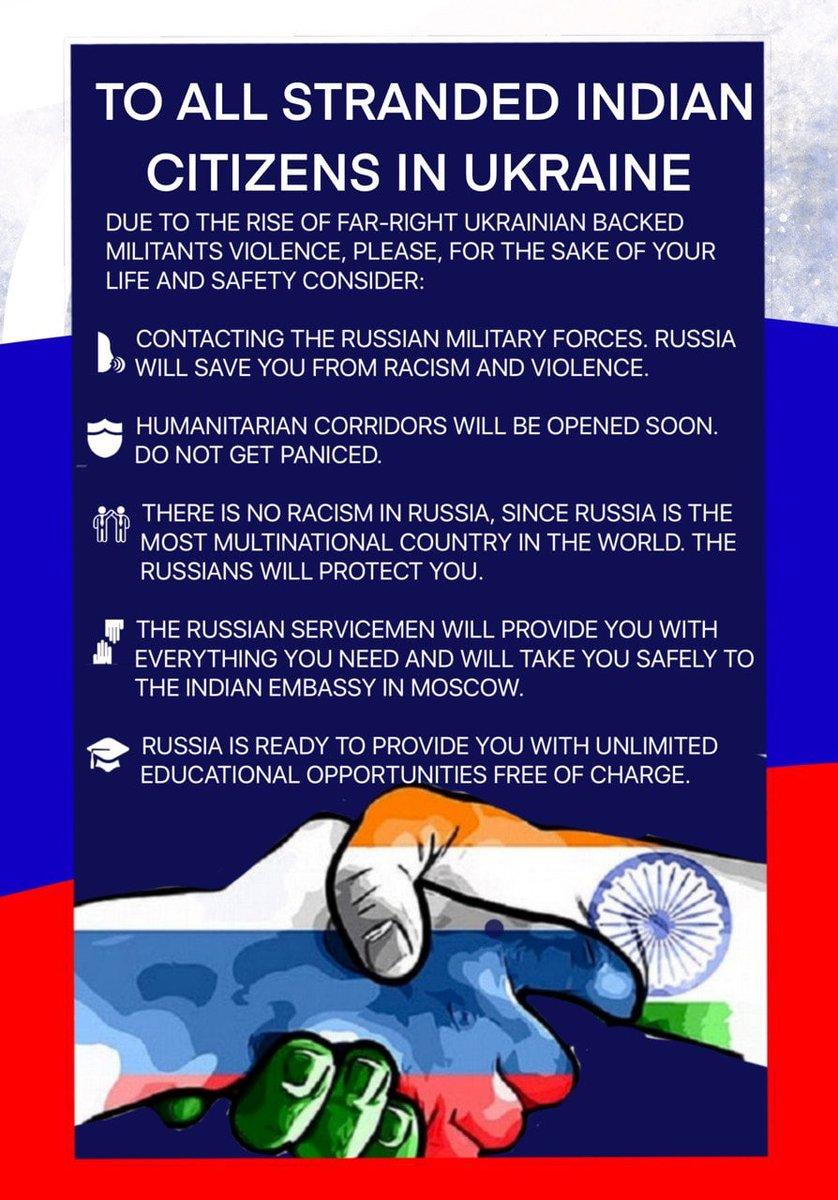 TO ALL STRANDED INDIAN
CITIZENS IN UKRAINE
DUE TO THE RISE OF FAR-RIGHT UKRAINIAN BACKED
MILITANTS VIOLENCE, PLEASE, FOR THE SAKE OF YOUR
LIFE AND SAFETY CONSIDER:
CONTACTING THE RUSSIAN MILITARY FORCES. RUSSIA
WILL SAVE YOU FROM RACISM AND VIOLENCE.
HUMANITARIAN CORRIDORS WILL BE OPENED SOON.
DO NOT GET PANICED.
THERE IS NO RACISM IN RUSSIA, SINCE RUSSIA IS THE
MOST MULTINATIONAL COUNTRY IN THE WORLD. THE
RUSSIANS WILL PROTECT YOU.
THE RUSSIAN SERVICEMEN WILL PROVIDE YOU WITH
EVERYTHING YOU NEED AND WILL TAKE YOU SAFELY TO
THE INDIAN EMBASSY IN MOSCOW.
RUSSIA IS READY TO PROVIDE YOU WITH UNLIMITED
EDUCATIONAL OPPORTUNITIES FREE OF CHARGE.